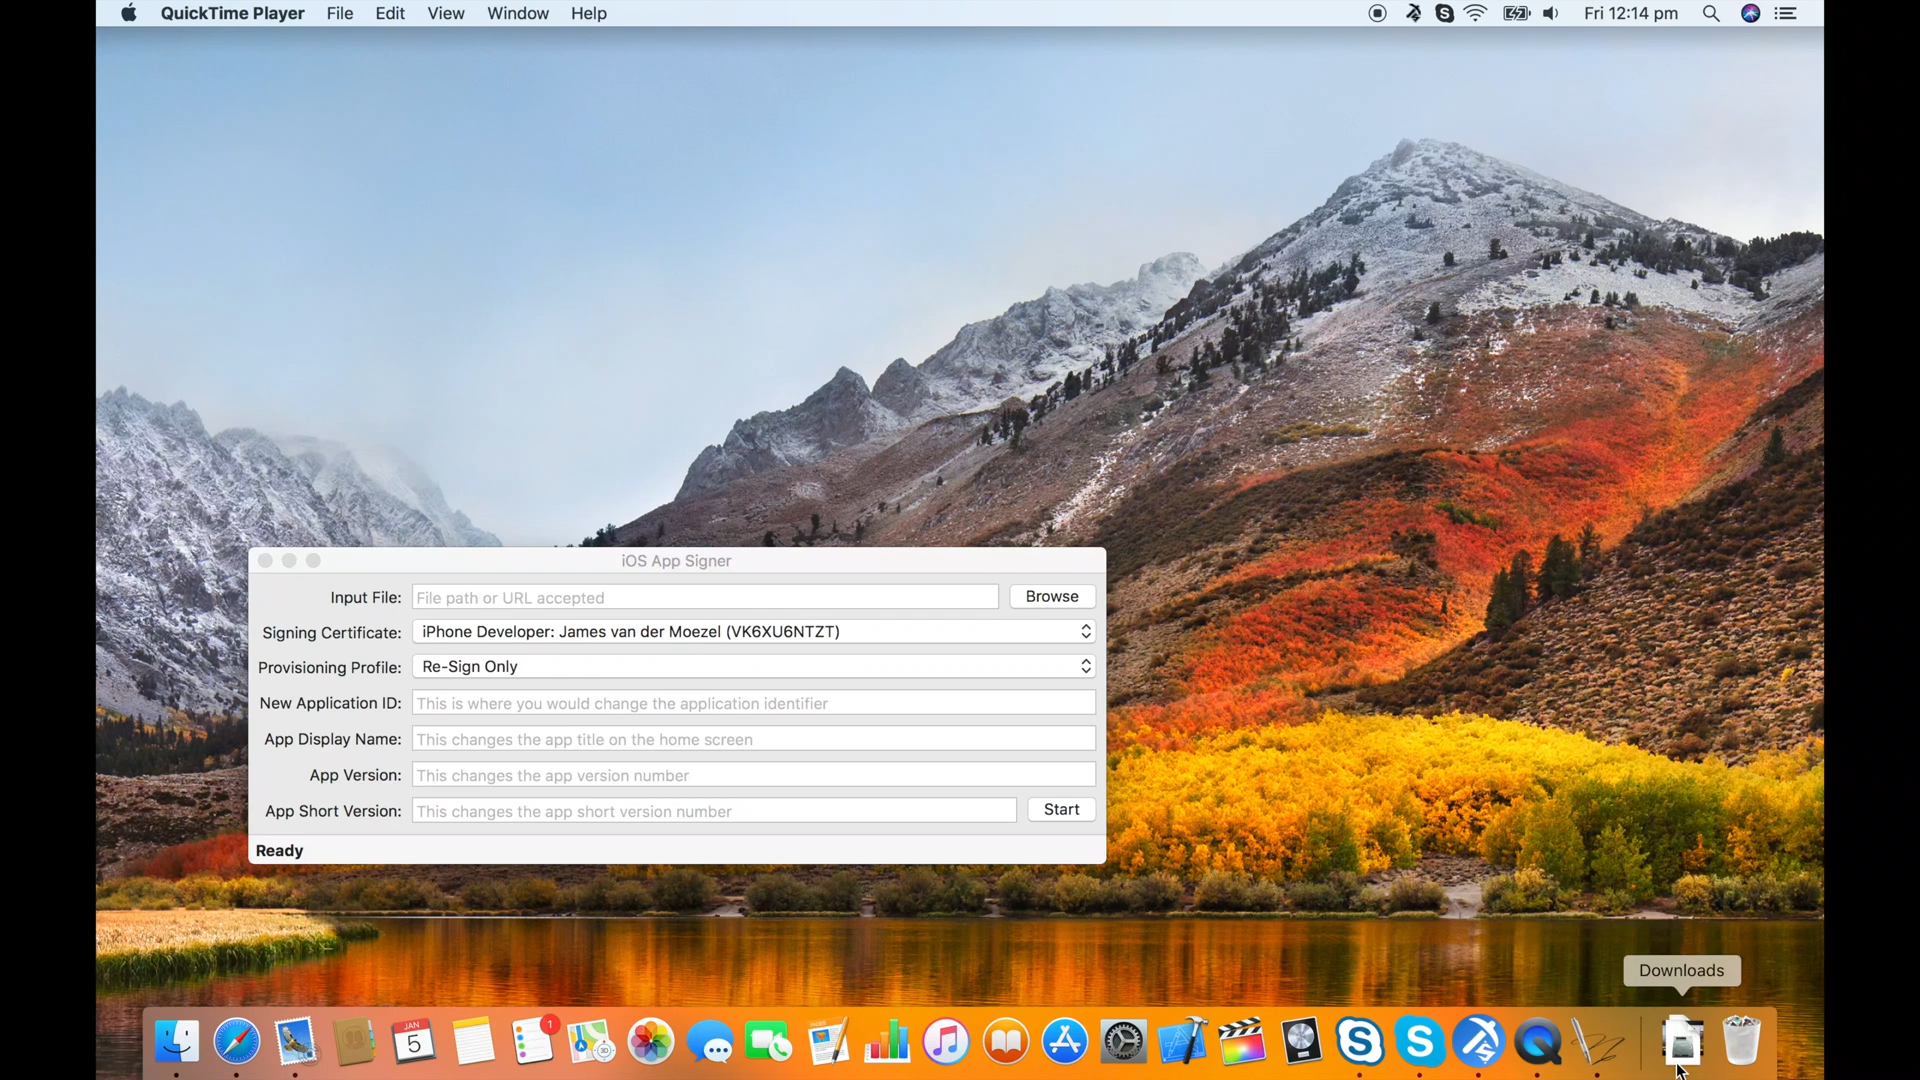 QuickTime Player File Edit View Window Help Fri 12:14 pm
iOS App Signer
Input File: File path or URL accepted Browse
Signing Certificate: iPhone Developer: James van der Moezel (VK6XU6NTZT)
Provisioning Profile: Re-Sign Only
New Application ID: This is where you would change the application identifier
App Display Name: This changes the app title on the home screen
App Version: This changes the app version number
App Short Version: This changes the app short version number Start
Ready
Downloads
JAN
5
1
3D